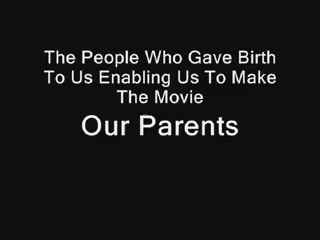 The People Who Gave Birth
To Us Enabling Us To Make
The Movie
Our Parents